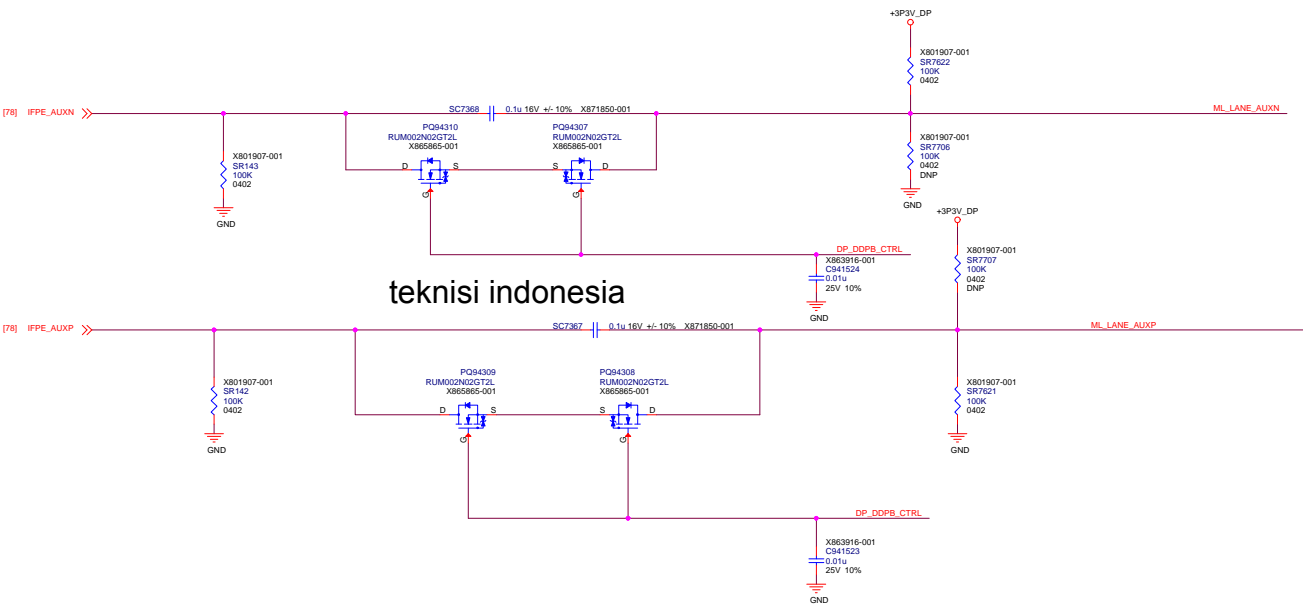 +3P3V_DP
X801907-001
SR7622
100K
0402
[78] IFPE_AUXN
SC7368 0.1u 16V +/- 10% X871850-001
ML_LANE_AUXN
PQ94310
RUM002N02GT2L
X865865-001
PQ94307
RUM002N02GT2L
X865865-001
X801907-001
SR7706
100K
0402
DNP
X801907-001
SR143
100K
0402
D S S D
G G
GND
GND
+3P3V_DP
DP_DDPB_CTRL
X863916-001
C941524
0.01u
25V 10%
GND
X801907-001
SR7707
100K
0402
DNP
teknisi indonesia
[78] IFPE_AUXP
SC7367 0.1u 16V +/- 10% X871850-001
ML_LANE_AUXP
PQ94309
RUM002N02GT2L
X865865-001
PQ94308
RUM002N02GT2L
X865865-001
X801907-001
SR142
100K
0402
X801907-001
SR7621
100K
0402
D S S D
G G
GND
GND
DP_DDPB_CTRL
X863916-001
C941523
0.01u
25V 10%
GND